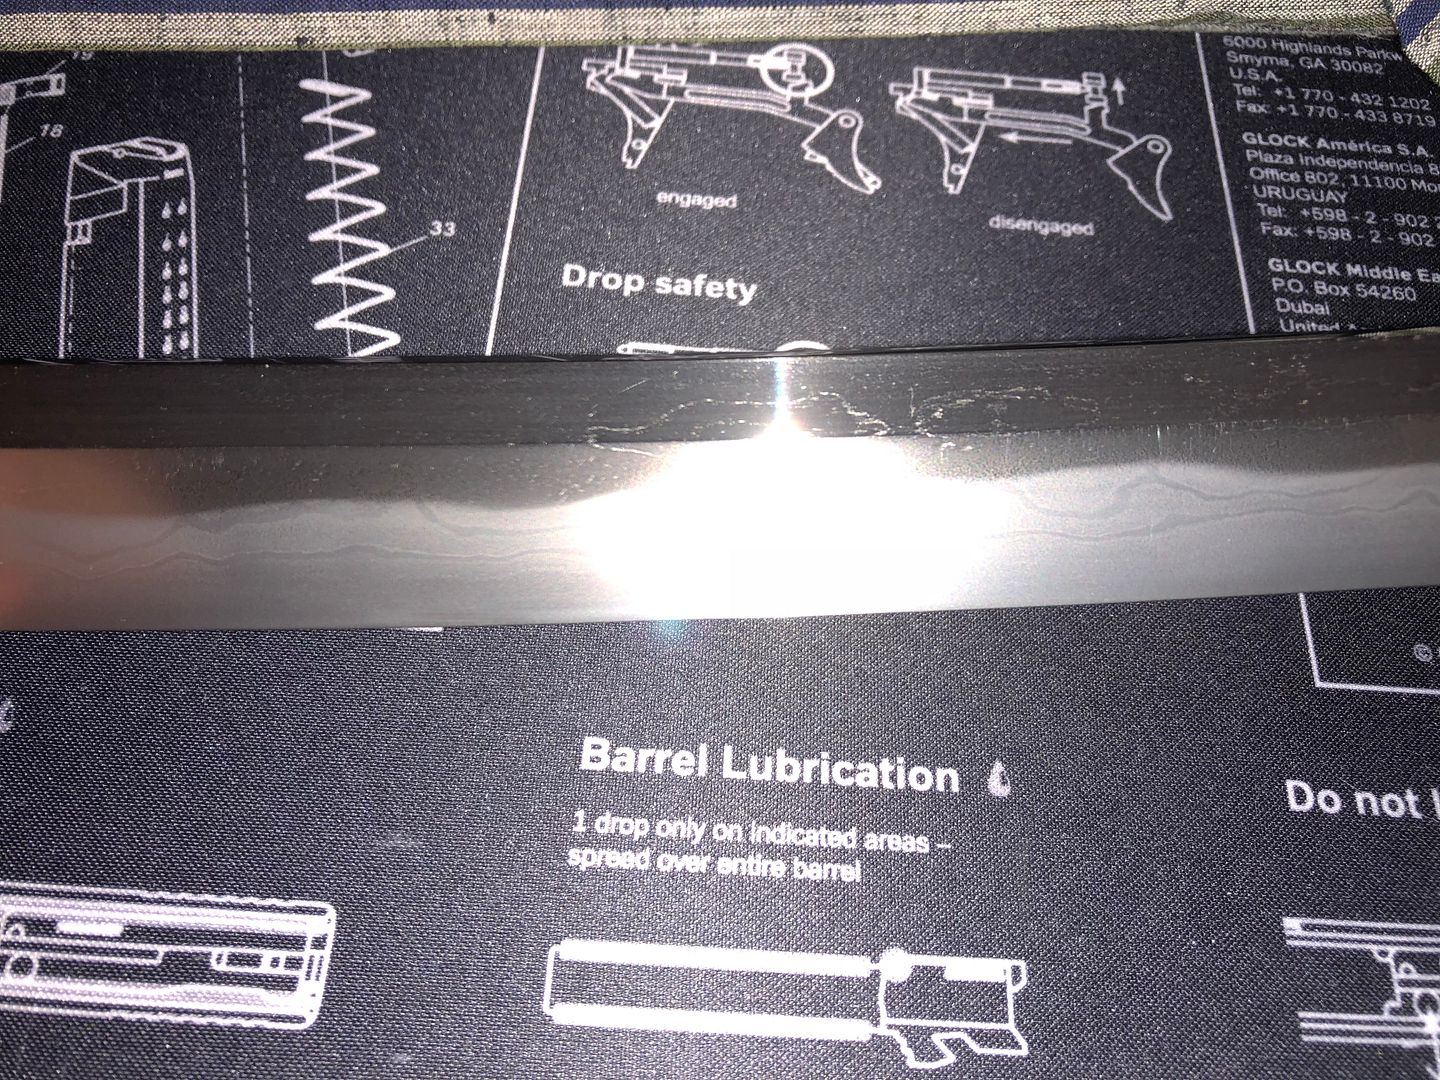 19
18
33
engaged
disengaged
Drop safety
6000 Highlands Parkw
Smyrna, GA 30082
U.S.A.
Tel: +1 770 - 432 1202
Fax: +1 770 - 433 8719
GLOCK América S.A.
Plaza Independencia 8
Office 802, 11100 Mo
URUGUAY
Tel: +598 - 2 - 902
Fax: +598 - 2 - 902
GLOCK Middle Ea
P.O. Box 54260
Dubai
United
©
Barrel Lubrication
1 drop only on indicated areas –
spread over entire barrel
Do not